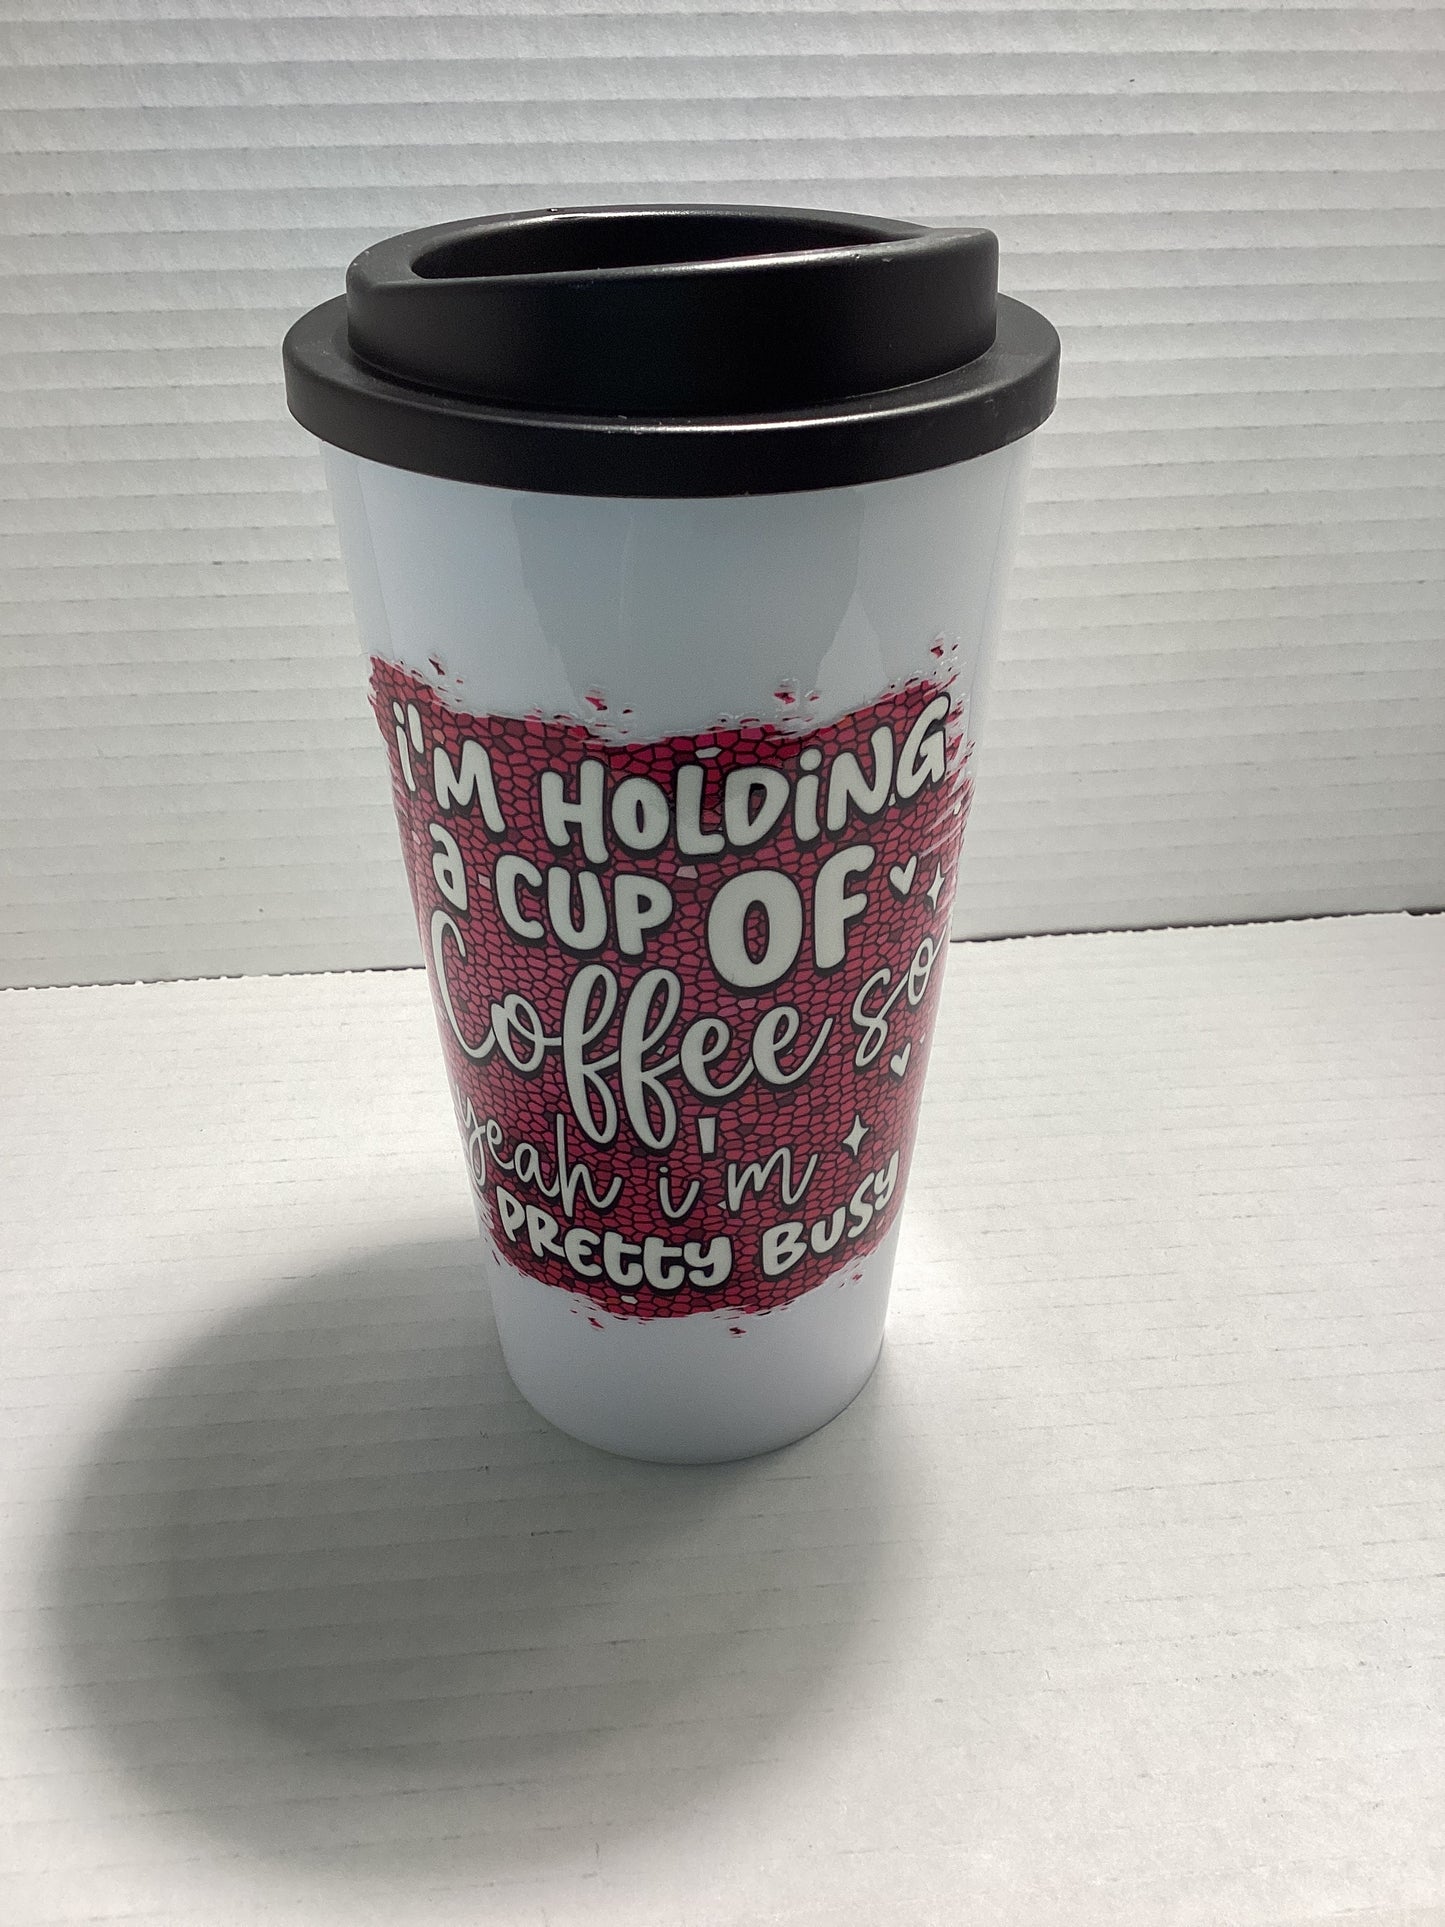 i'M HOLDiNG
a CUP OF
Coffee so
yeah i'm
PRETTY BUSY